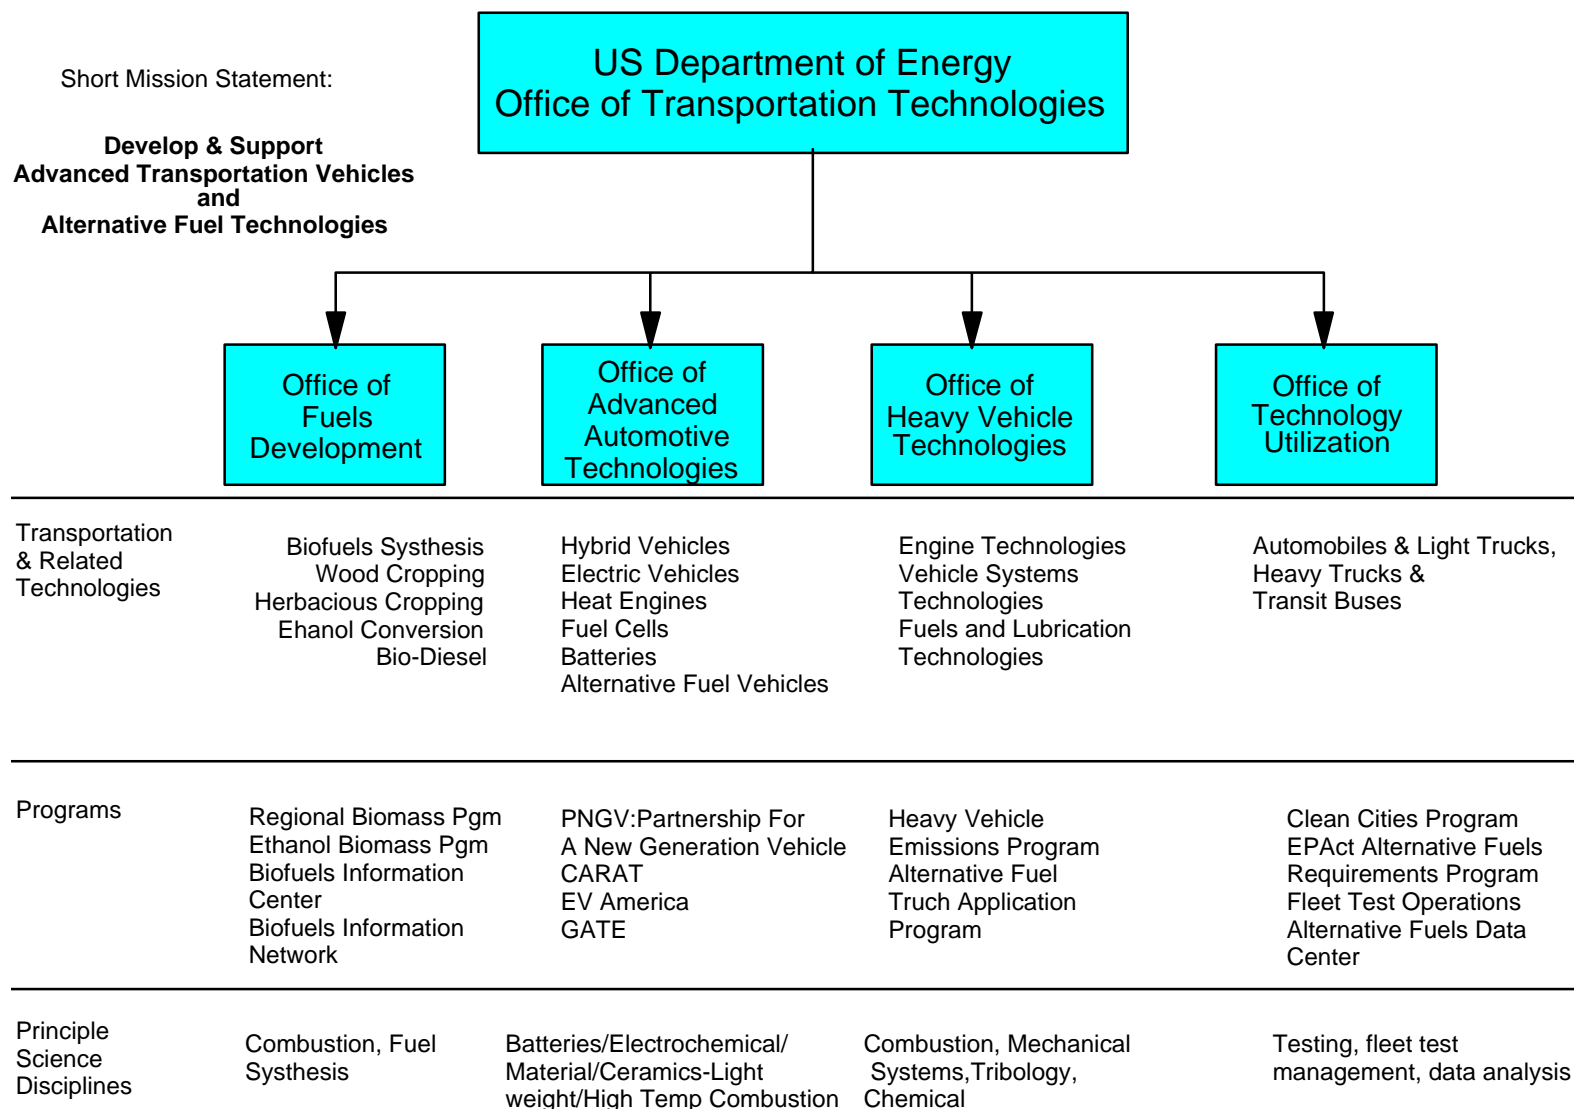 US Department of Energy
Office of Transportation Technologies
Short Mission Statement:
Develop & Support
Advanced Transportation Vehicles
and
Alternative Fuel Technologies
Office of
Fuels
Development
Office of
Advanced
Automotive
Technologies
Office of
Heavy Vehicle
Technologies
Office of
Technology
Utilization
Transportation
& Related
Technologies
Biofuels Systhesis
Wood Cropping
Herbacious Cropping
Ehanol Conversion
Bio-Diesel
Hybrid Vehicles
Electric Vehicles
Heat Engines
Fuel Cells
Batteries
Alternative Fuel Vehicles
Engine Technologies
Vehicle Systems
Technologies
Fuels and Lubrication
Technologies
Automobiles & Light Trucks,
Heavy Trucks &
Transit Buses
Programs
Regional Biomass Pgm
Ethanol Biomass Pgm
Biofuels Information
Center
Biofuels Information
Network
PNGV:Partnership For
A New Generation Vehicle
CARAT
EV America
GATE
Heavy Vehicle
Emissions Program
Alternative Fuel
Truch Application
Program
Clean Cities Program
EPAct Alternative Fuels
Requirements Program
Fleet Test Operations
Alternative Fuels Data
Center
Principle
Science
Disciplines
Combustion, Fuel
Systhesis
Batteries/Electrochemical/
Material/Ceramics-Light
weight/High Temp Combustion
Combustion, Mechanical
Systems,Tribology,
Chemical
Testing, fleet test
management, data analysis